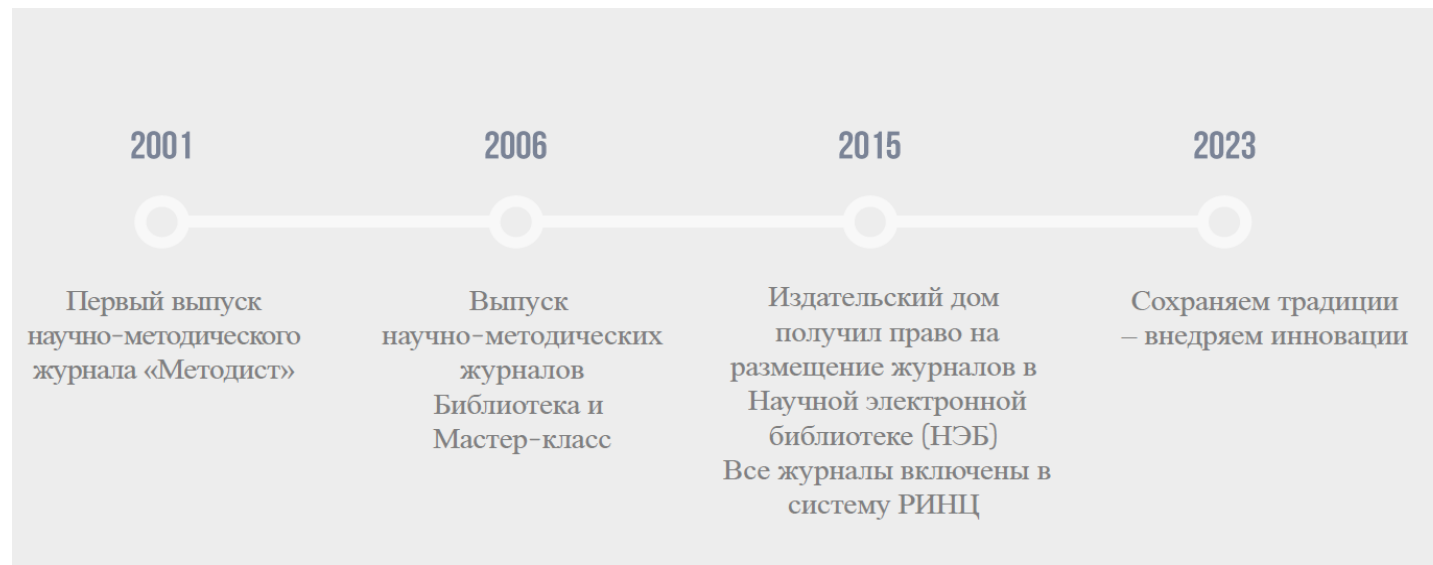 2001
Первый выпуск
научно-методического
журнала «Методист»
2006
Выпуск
научно-методических
журналов
Библиотека и
Мастер-класс
2015
Издательский дом
получил право на
размещение журналов в
Научной электронной
библиотеке (НЭБ)
Все журналы включены в
систему РИНЦ
2023
Сохраняем традиции
– внедряем инновации